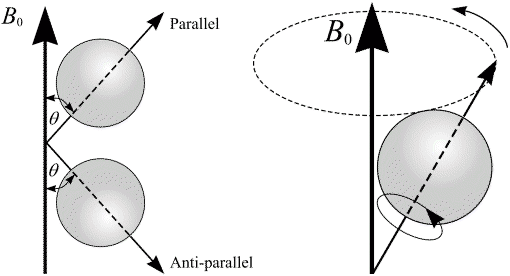 B₀
Parallel
θ
θ
Anti-parallel
B₀